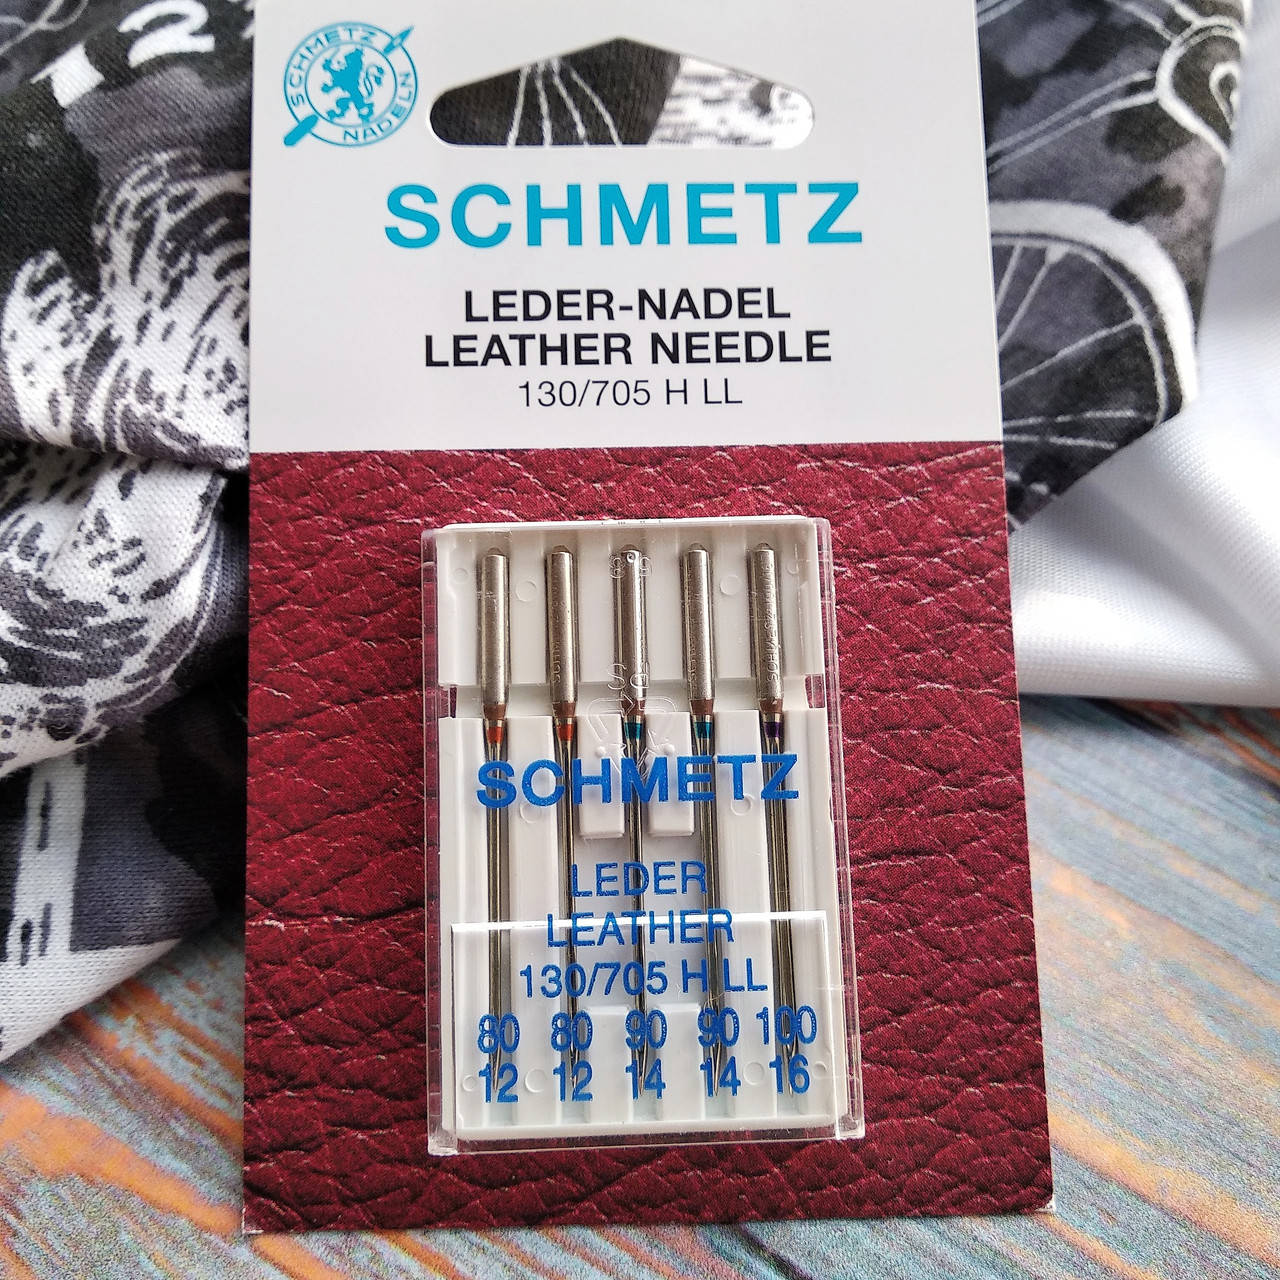 SCHMETZ
NADELN
12
SCHMETZ
LEDER-NADEL
LEATHER NEEDLE
130/705 H LL
SCHMETZ
LEDER
LEATHER
130/705 H LL
80 80 90 90 100
12 12 14 14 16